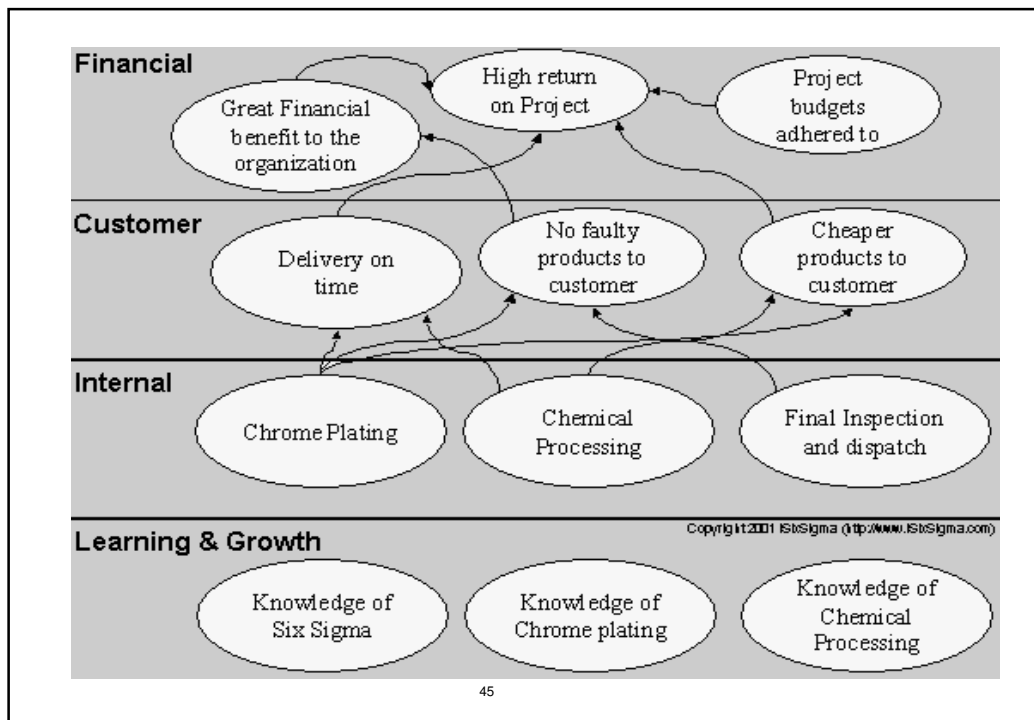 Financial
High return
on Project
Project
budgets
adhered to
Great Financial
benefit to the
organization
Customer
Delivery on
time
No faulty
products to
customer
Cheaper
products to
customer
Internal
Chrome Plating
Chemical
Processing
Final Inspection
and dispatch
Copyright 2001 iSixSigma (http://www.iSixSigma.com)
Learning & Growth
Knowledge of
Six Sigma
Knowledge of
Chrome plating
Knowledge of
Chemical
Processing
45